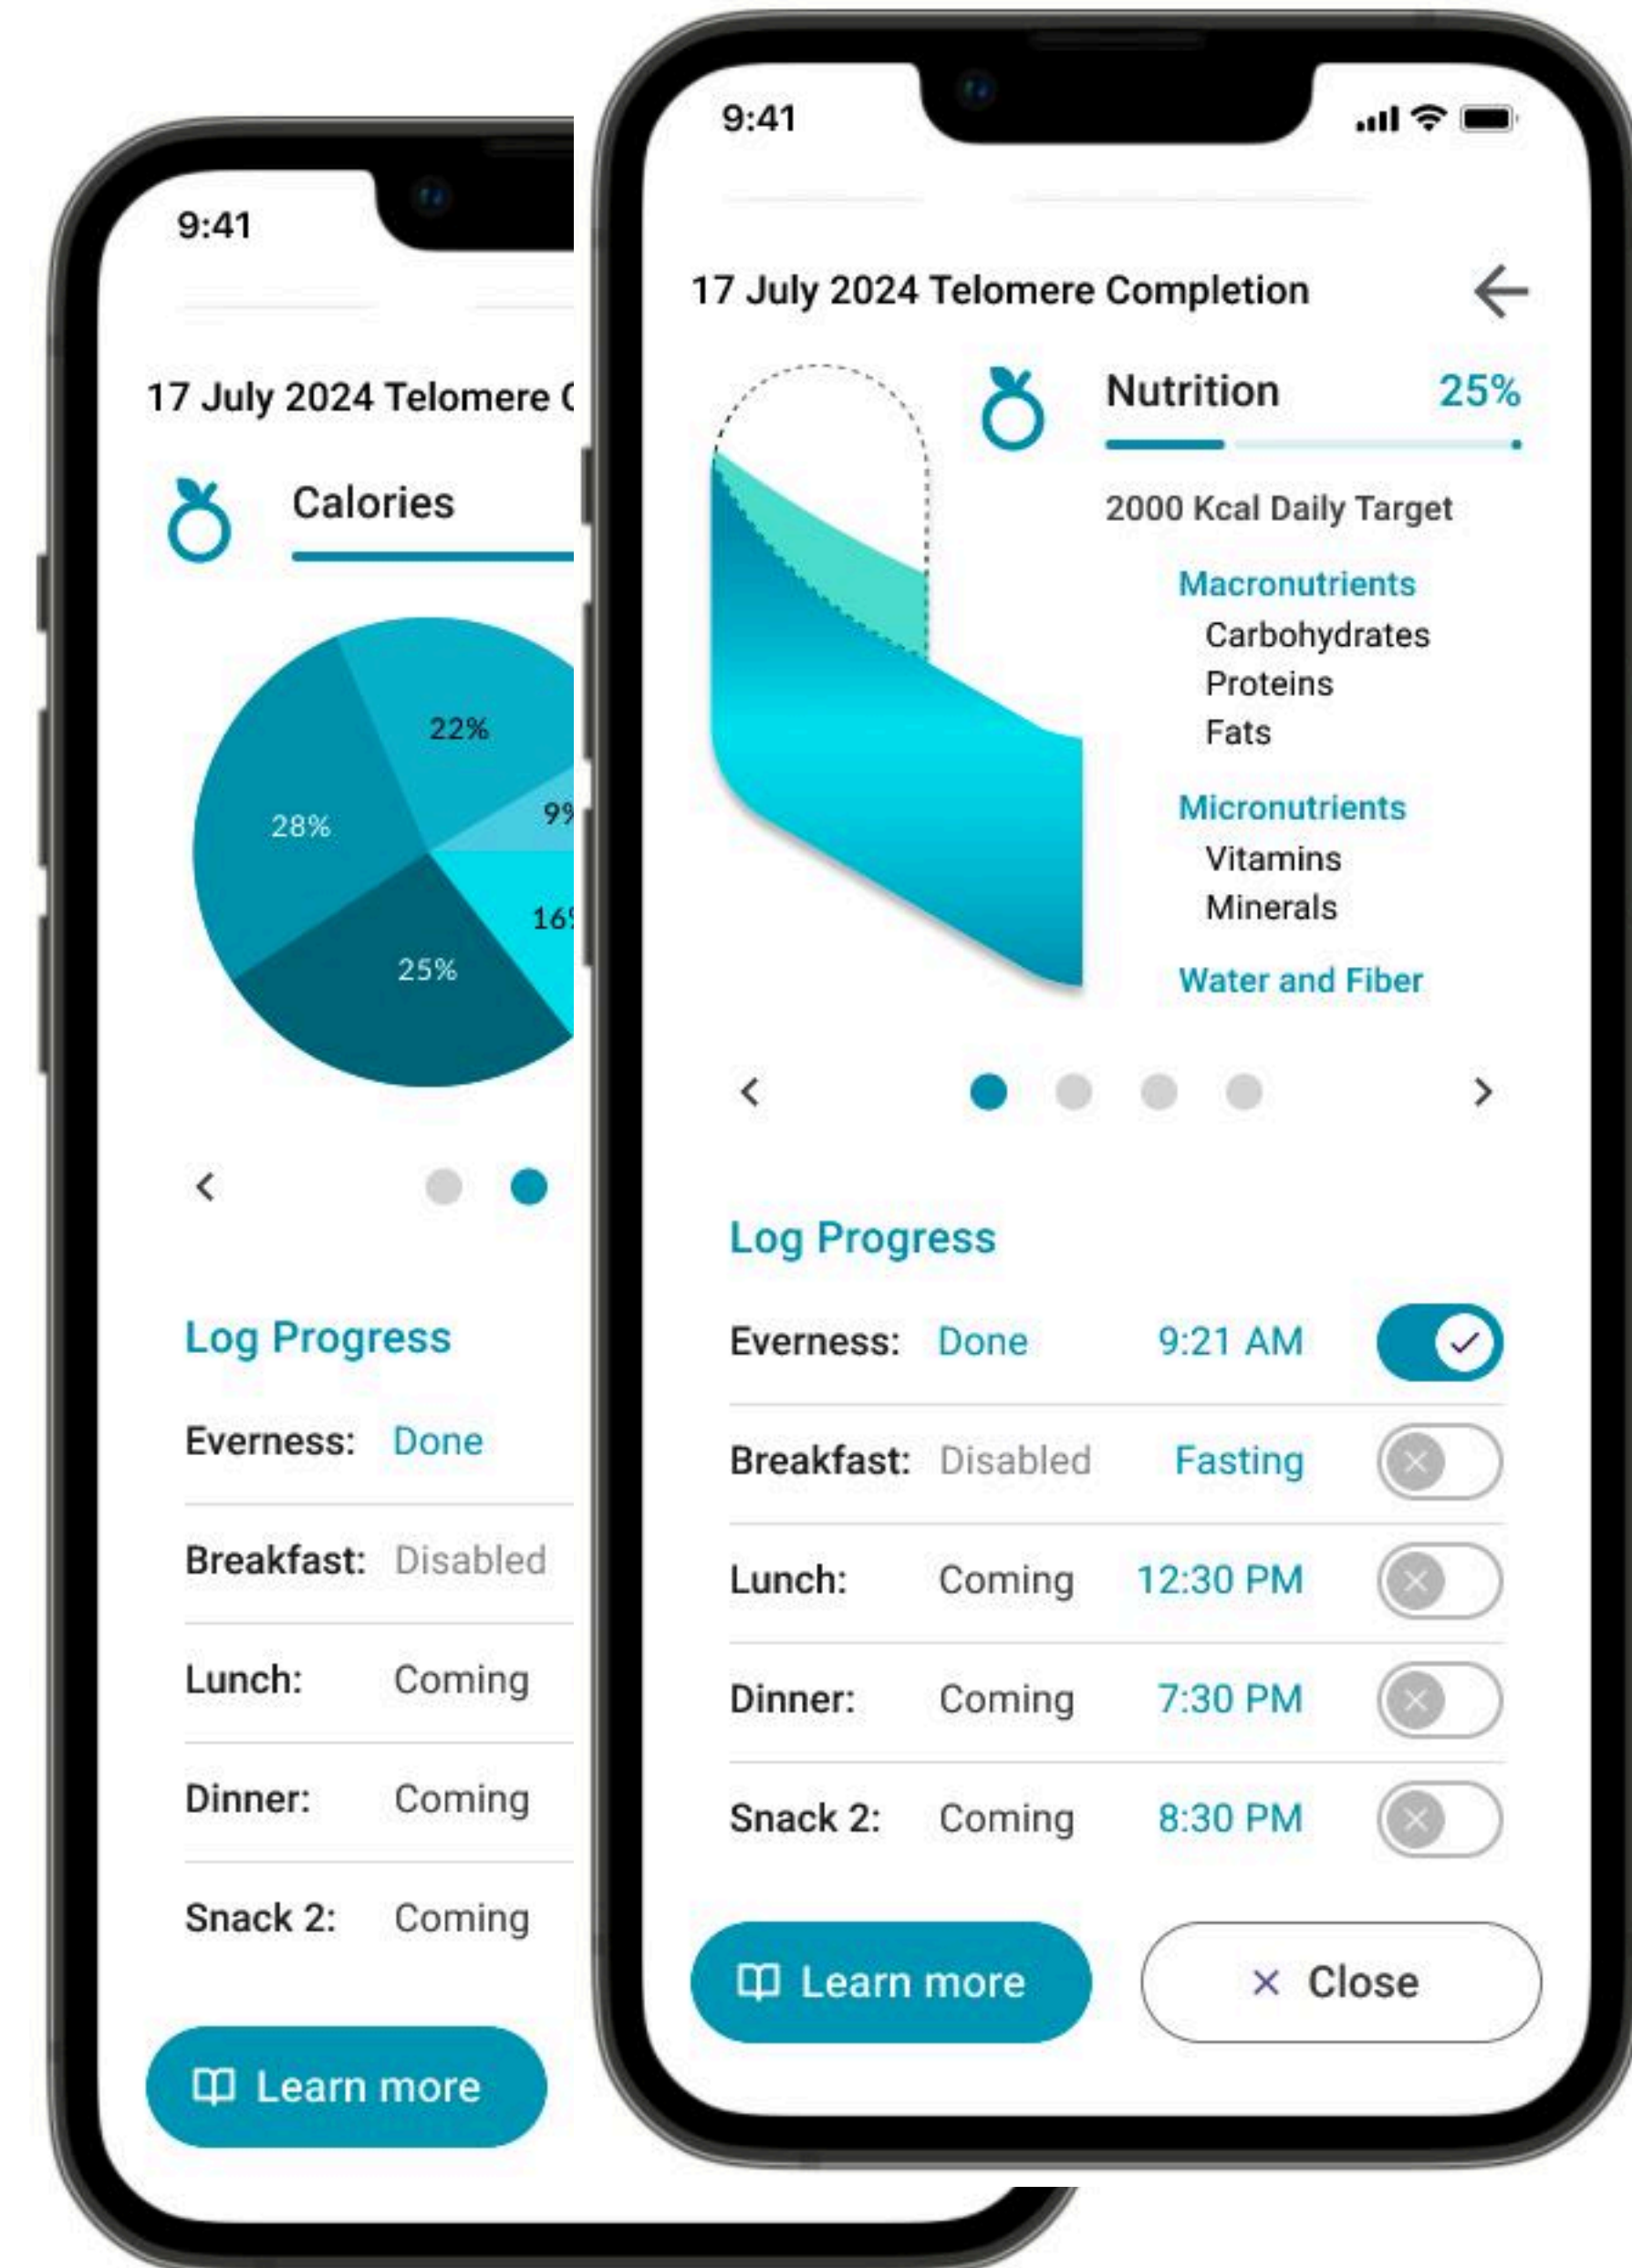 9:41
17 July 2024 Telomere
Calories
22%
28%
9%
16%
25%
Log Progress
Everness: Done
Breakfast: Disabled
Lunch: Coming
Dinner: Coming
Snack 2: Coming
Learn more
9:41
17 July 2024 Telomere Completion
Nutrition 25%
2000 Kcal Daily Target
Macronutrients
Carbohydrates
Proteins
Fats
Micronutrients
Vitamins
Minerals
Water and Fiber
Log Progress
Everness: Done 9:21 AM
Breakfast: Disabled Fasting
Lunch: Coming 12:30 PM
Dinner: Coming 7:30 PM
Snack 2: Coming 8:30 PM
Learn more
Close